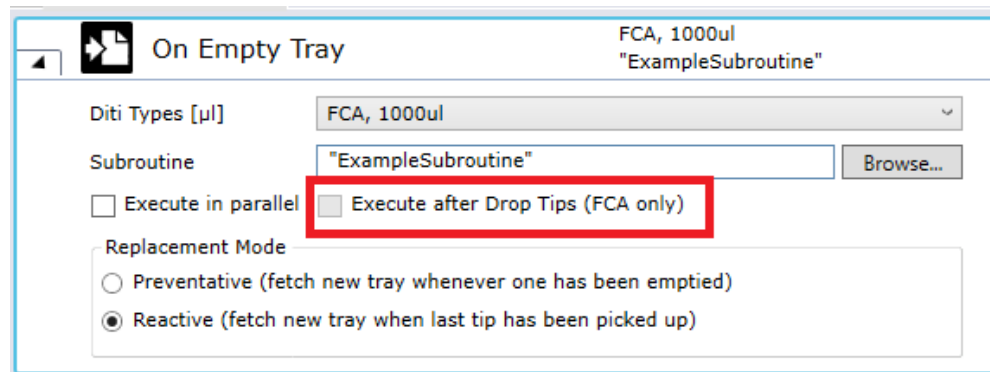 On Empty Tray
FCA, 1000ul
"ExampleSubroutine"
Diti Types [µl]
FCA, 1000ul
Subroutine
"ExampleSubroutine"
Browse...
Execute in parallel
Execute after Drop Tips (FCA only)
Replacement Mode
Preventative (fetch new tray whenever one has been emptied)
Reactive (fetch new tray when last tip has been picked up)